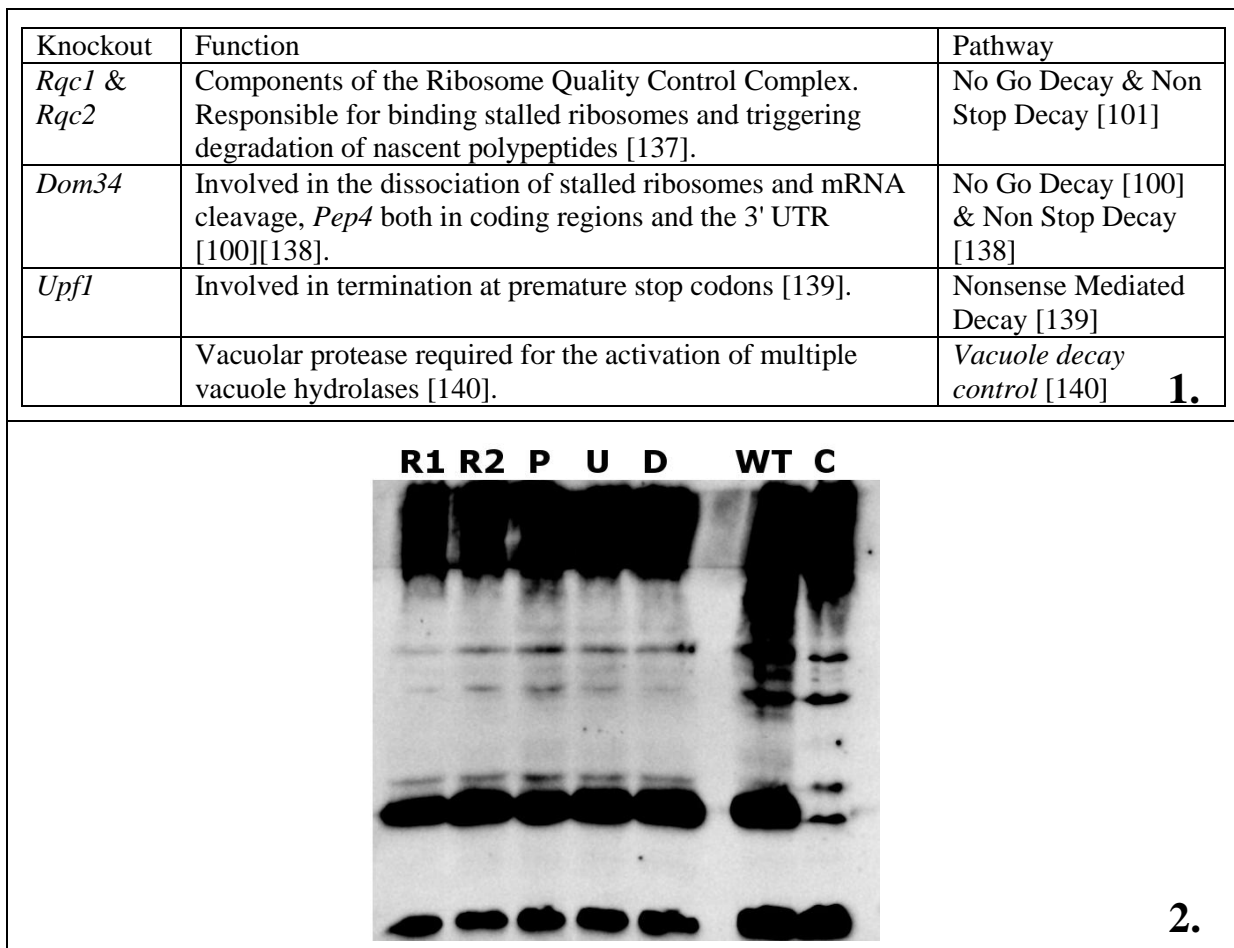 Knockout Function Pathway
Rqc1 & Components of the Ribosome Quality Control Complex. No Go Decay & Non
Rqc2 Responsible for binding stalled ribosomes and triggering Stop Decay [101]
degradation of nascent polypeptides [137].
Dom34 Involved in the dissociation of stalled ribosomes and mRNA No Go Decay [100]
cleavage, Pep4 both in coding regions and the 3' UTR & Non Stop Decay
[100][138]. [138]
Upf1 Involved in termination at premature stop codons [139]. Nonsense Mediated
Decay [139]
Vacuolar protease required for the activation of multiple Vacuole decay
vacuole hydrolases [140]. control [140] 1.
R1 R2 P U D WT C
2.